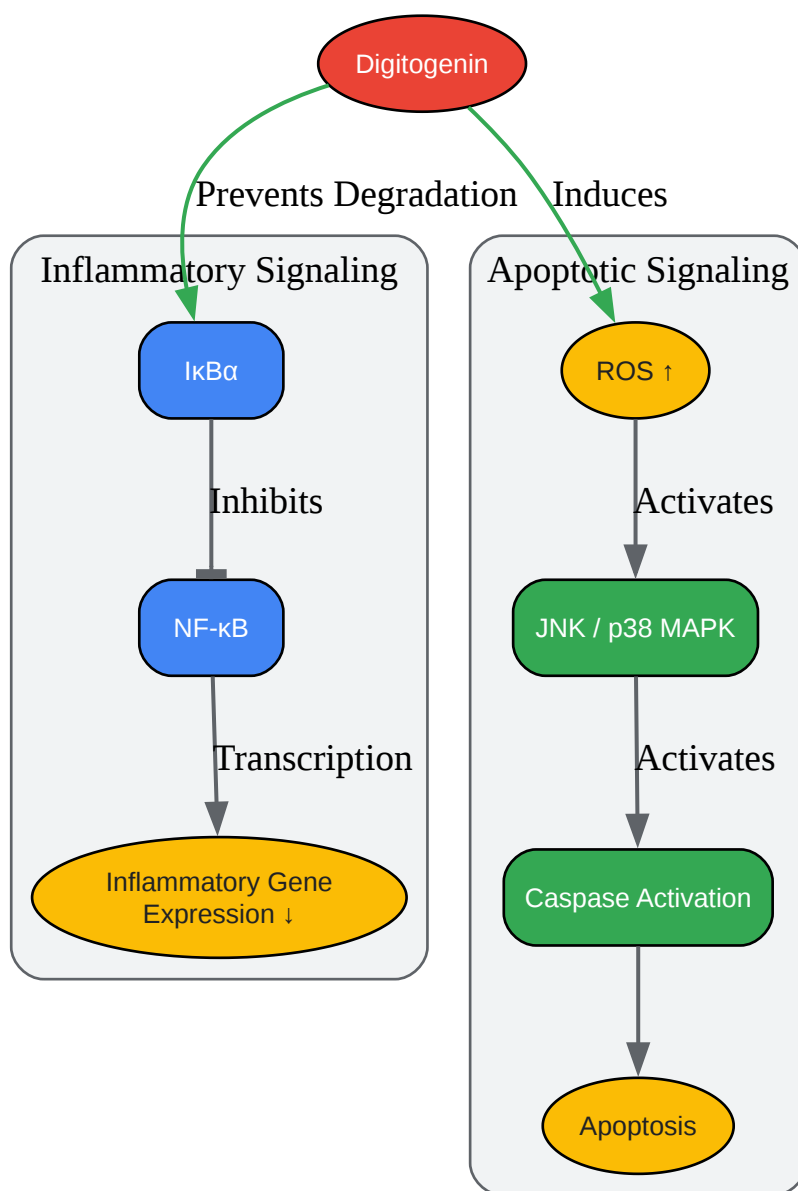 Digitogenin
Prevents Degradation
Induces
Inflammatory Signaling
IκBα
Inhibits
NF-κB
Transcription
Inflammatory Gene
Expression ↓
Apoptotic Signaling
ROS ↑
Activates
JNK / p38 MAPK
Activates
Caspase Activation
Apoptosis